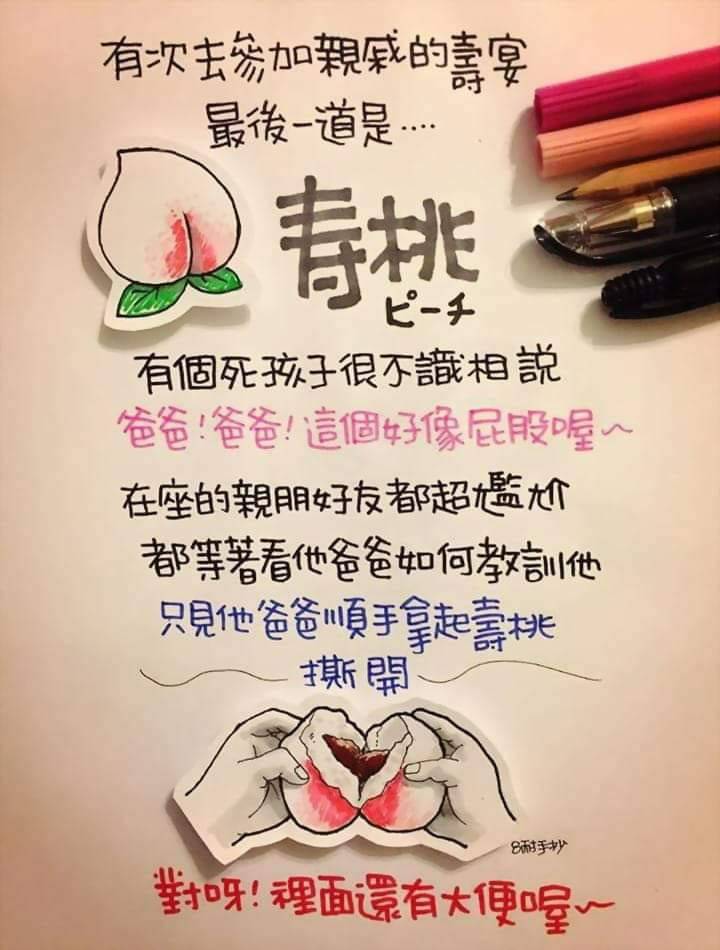 有次去參加親戚的壽宴
最後一道是....
寿桃
ピーチ
有個死孩子很不識相說
爸爸!爸爸!這個好像屁股喔~
在座的親朋好友都超尷尬
都等著看他爸爸如何教訓他
只見他爸爸順手拿起壽桃
撕開
8耐手抄
對呀!裡面還有大便喔~